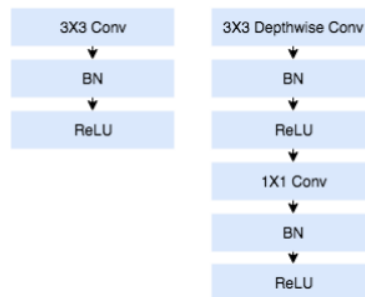 3X3 Conv
BN
ReLU
3X3 Depthwise Conv
BN
ReLU
1X1 Conv
BN
ReLU